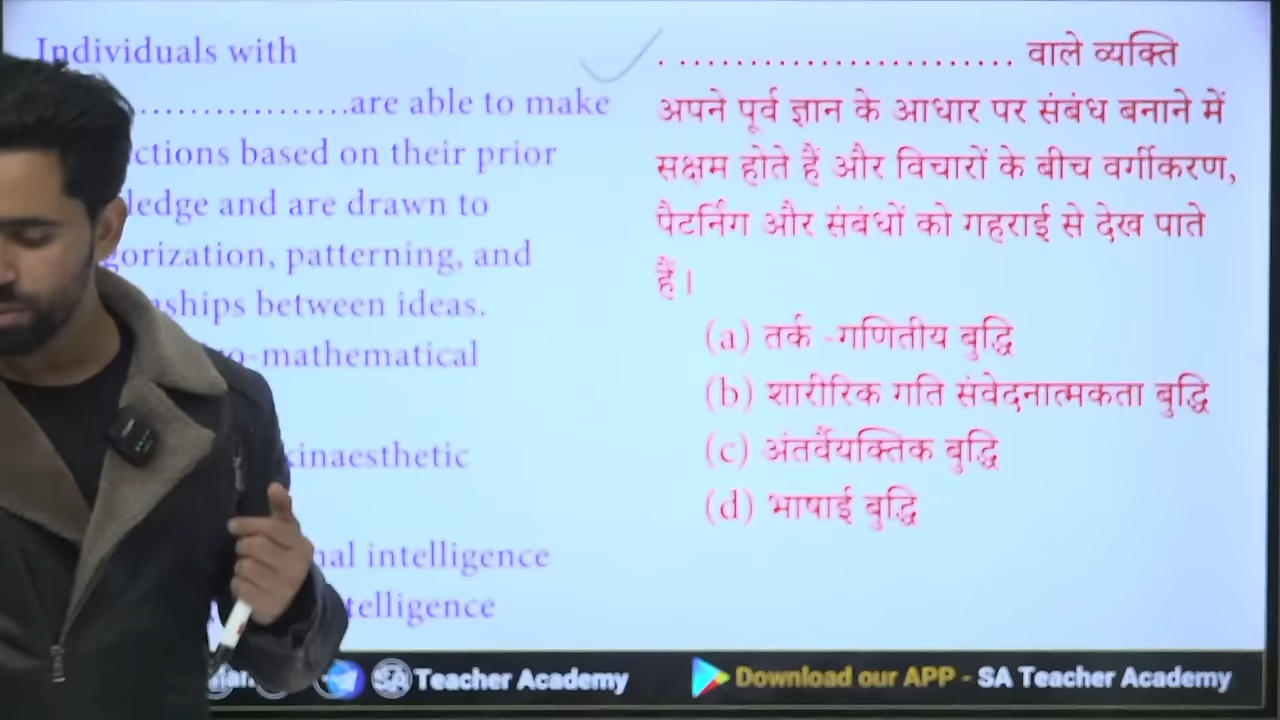 Individuals with
..................are able to make
ctions based on their prior
ledge and are drawn to
gorization, patterning, and
nships between ideas.
o-mathematical
kinaesthetic
nal intelligence
telligence
. ........................ वाले व्यक्ति
अपने पूर्व ज्ञान के आधार पर संबंध बनाने में
सक्षम होते हैं और विचारों के बीच वर्गीकरण,
पैटर्निग और संबंधों को गहराई से देख पाते
हैं।
(a) तर्क -गणितीय बुद्धि
(b) शारीरिक गति संवेदनात्मकता बुद्धि
(c) अंतर्वैयक्तिक बुद्धि
(d) भाषाई बुद्धि
SA Teacher Academy
Download our APP - SA Teacher Academy